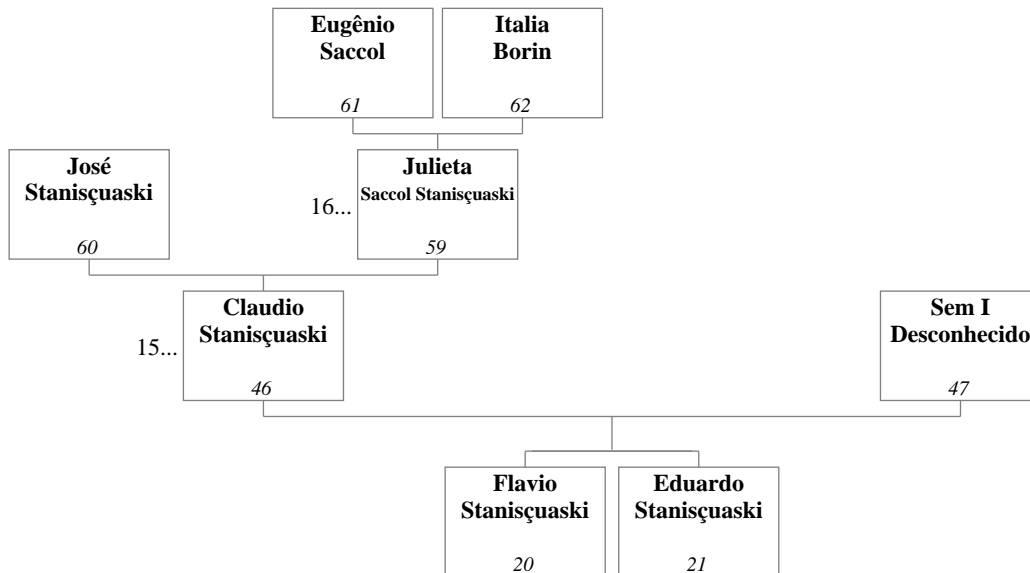 Eugênio
Saccol
61
Italia
Borin
62
José
Stanisçuaski
60
16...
Julieta
Saccol Stanisçuaski
59
15...
Claudio
Stanisçuaski
46
Sem I
Desconhecido
47
Flavio
Stanisçuaski
20
Eduardo
Stanisçuaski
21